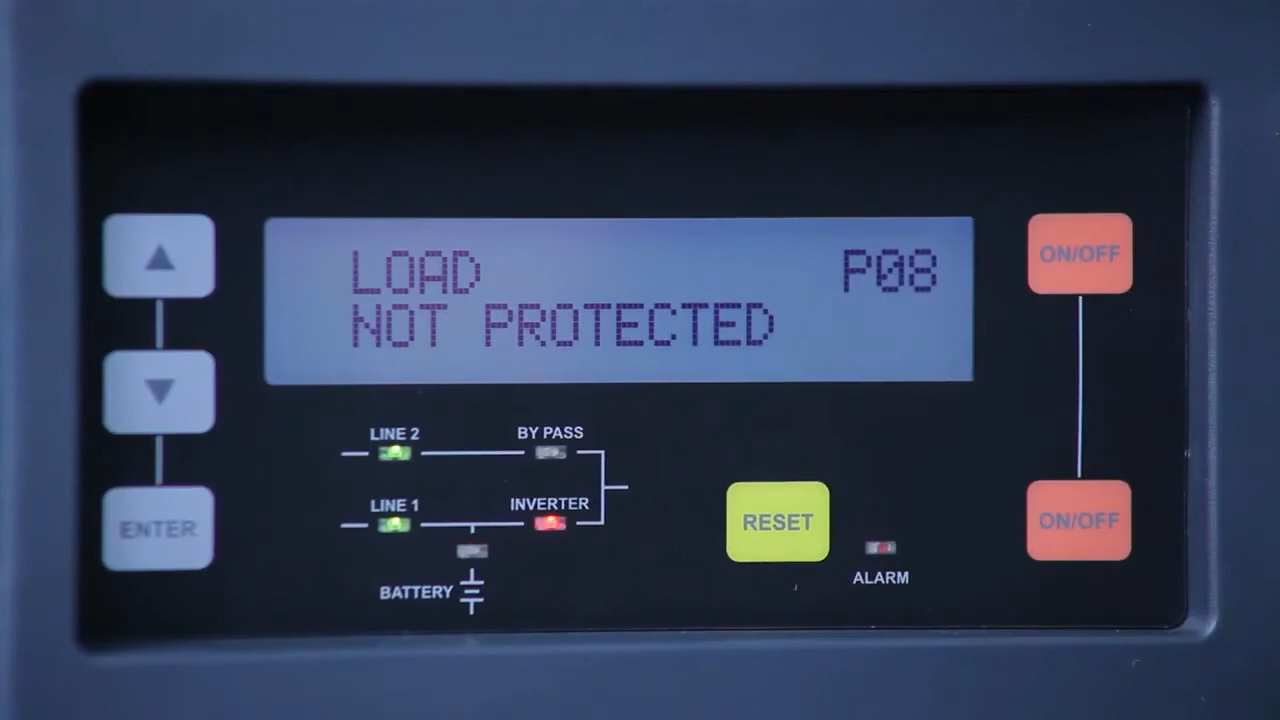 LOAD P08
NOT PROTECTED
ON/OFF
LINE 2 BY PASS
LINE 1 INVERTER
ENTER
RESET
ON/OFF
BATTERY
ALARM